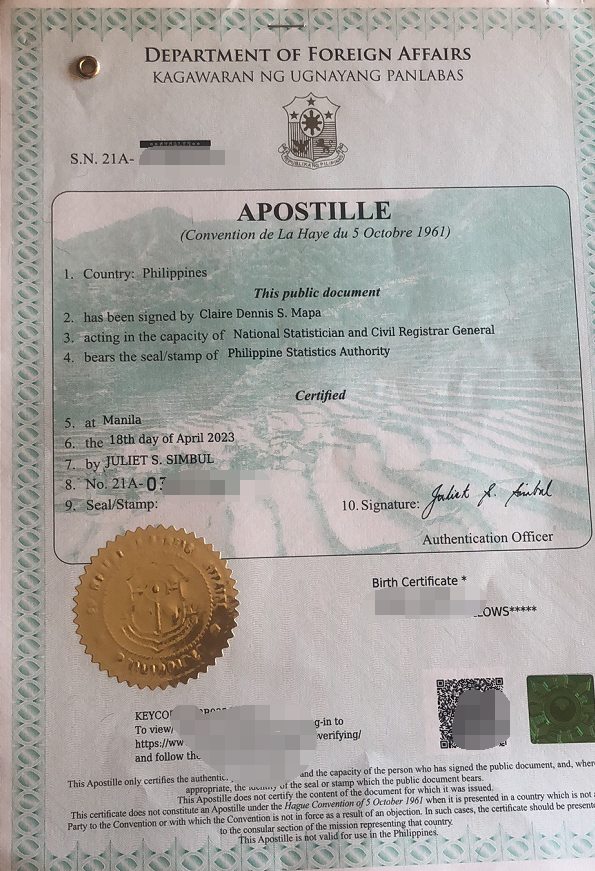 DEPARTMENT OF FOREIGN AFFAIRS
KAGAWARAN NG UGNAYANG PANLABAS
S.N. 21A-
APOSTILLE
(Convention de La Haye du 5 Octobre 1961)
1. Country: Philippines
This public document
2. has been signed by Claire Dennis S. Mapa
3. acting in the capacity of National Statistician and Civil Registrar General
4. bears the seal/stamp of Philippine Statistics Authority
Certified
5. at Manila
6. the 18th day of April 2023
7. by JULIET S. SIMBUL
8. No. 21A-07
9. Seal/Stamp:
10. Signature: Juliet S. Simbul
Authentication Officer
Birth Certificate *
LOWS*****
To view/ g-in to
https://ww verifying/
and follow the
This Apostille only certifies the and the capacity of the person who has signed the public document, and, where
appropriate, the of the seal or stamp which the public document bears.
This Apostille does not certify the content of the document for which it was issued.
This certificate does not constitute an Apostille under the Hague Convention of 5 October 1961 when it is presented in a country which is not a
Party to the Convention or with which the Convention is not in force as a result of an objection. In such cases, the certificate should be presente
to the consular section of the mission representing that country.
This Apostille is not valid for use in the Philippines.